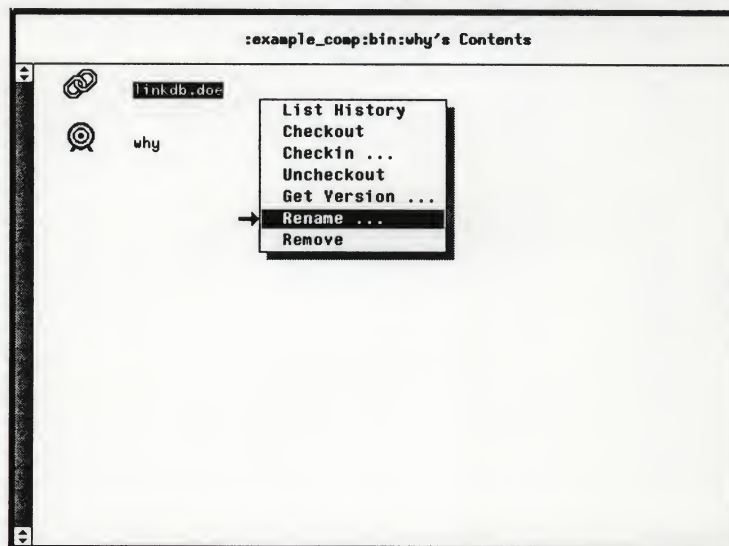 :example_comp:bin:why's Contents
linkdb.doe
why
List History
Checkout
Checkin ...
Uncheckout
Get Version ...
Rename ...
Remove